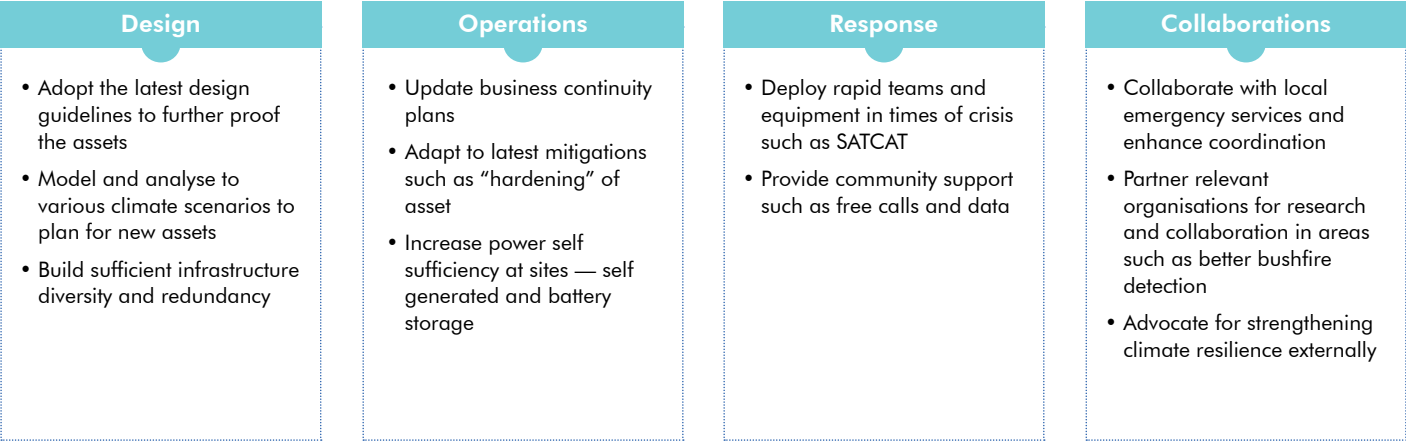 Design
• Adopt the latest design
guidelines to further proof
the assets
• Model and analyse to
various climate scenarios to
plan for new assets
• Build sufficient infrastructure
diversity and redundancy
Operations
• Update business continuity
plans
• Adapt to latest mitigations
such as “hardening” of
asset
• Increase power self
sufficiency at sites — self
generated and battery
storage
Response
• Deploy rapid teams and
equipment in times of crisis
such as SATCAT
• Provide community support
such as free calls and data
Collaborations
• Collaborate with local
emergency services and
enhance coordination
• Partner relevant
organisations for research
and collaboration in areas
such as better bushfire
detection
• Advocate for strengthening
climate resilience externally